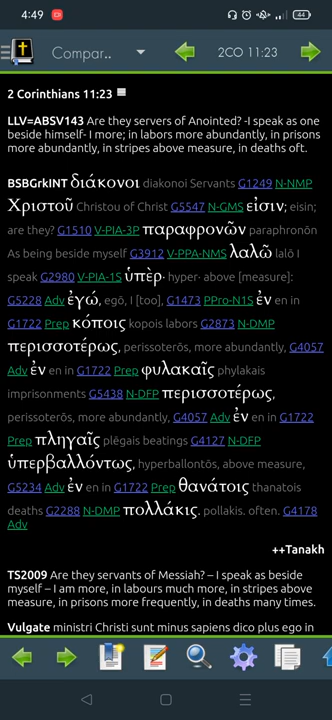 4:49
44
Compar..
2CO 11:23
2 Corinthians 11:23
LLV=ABSV143 Are they servers of Anointed? -I speak as one
beside himself- I more; in labors more abundantly, in prisons
more abundantly, in stripes above measure, in deaths oft.
BSBGrkINT διάκονοι diakonoi Servants G1249 N-NMP
Χριστοῦ Christou of Christ G5547 N-GMS εἰσιν; eisin;
are they? G1510 V-PIA-3P παραφρονῶν paraphronōn
As being beside myself G3912 V-PPA-NMS λαλῶ lalō I
speak G2980 V-PIA-1S ὑπὲρ· hyper· above [measure]:
G5228 Adv ἐγώ, egō, I [too], G1473 PPro-N1S ἐν en in
G1722 Prep κόποις kopois labors G2873 N-DMP
περισσοτέρως, perissoterōs, more abundantly, G4057
Adv ἐν en in G1722 Prep φυλακαῖς phylakais
imprisonments G5438 N-DFP περισσοτέρως,
perissoterōs, more abundantly, G4057 Adv ἐν en in G1722
Prep πληγαῖς plēgais beatings G4127 N-DFP
ὑπερβαλλόντως, hyperballontōs, above measure,
G5234 Adv ἐν en in G1722 Prep θανάτοις thanatois
deaths G2288 N-DMP πολλάκις. pollakis. often. G4178
Adv
++Tanakh
TS2009 Are they servants of Messiah? – I speak as beside
myself – I am more, in labours much more, in stripes above
measure, in prisons more frequently, in deaths many times.
Vulgate ministri Christi sunt minus sapiens dico plus ego in